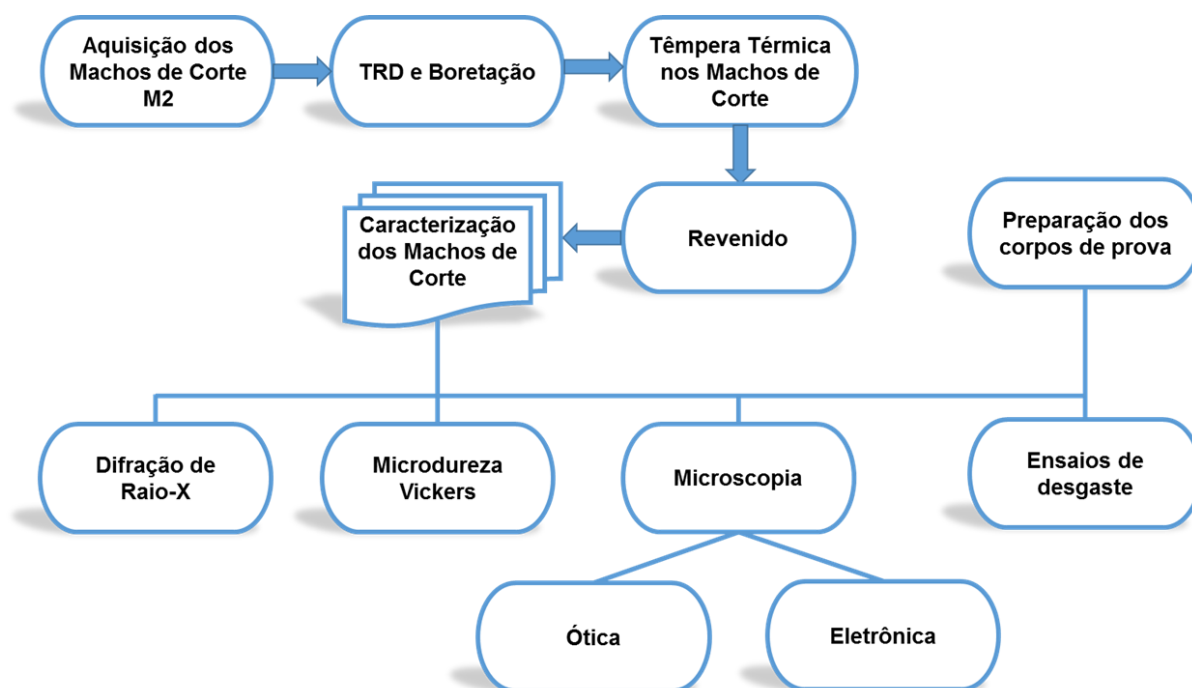 Aquisição dos
Machos de Corte
M2
TRD e Boretação
Têmpera Térmica
nos Machos de
Corte
Caracterização
dos Machos de
Corte
Revenido
Preparação dos
corpos de prova
Difração de
Raio-X
Microdureza
Vickers
Microscopia
Ensaios de
desgaste
Ótica
Eletrônica